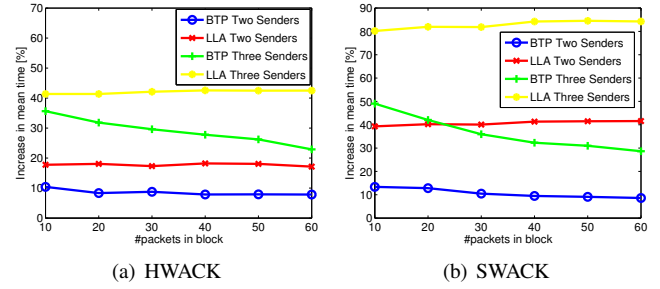 70
60
50
40
30
20
10
0
Increase in mean time [%]
BTP Two Senders
LLA Two Senders
BTP Three Senders
LLA Three Senders
10 20 30 40 50 60
#packets in block
(a) HWACK
90
80
70
60
50
40
30
20
10
0
Increase in mean time [%]
BTP Two Senders
LLA Two Senders
BTP Three Senders
LLA Three Senders
10 20 30 40 50 60
#packets in block
(b) SWACK